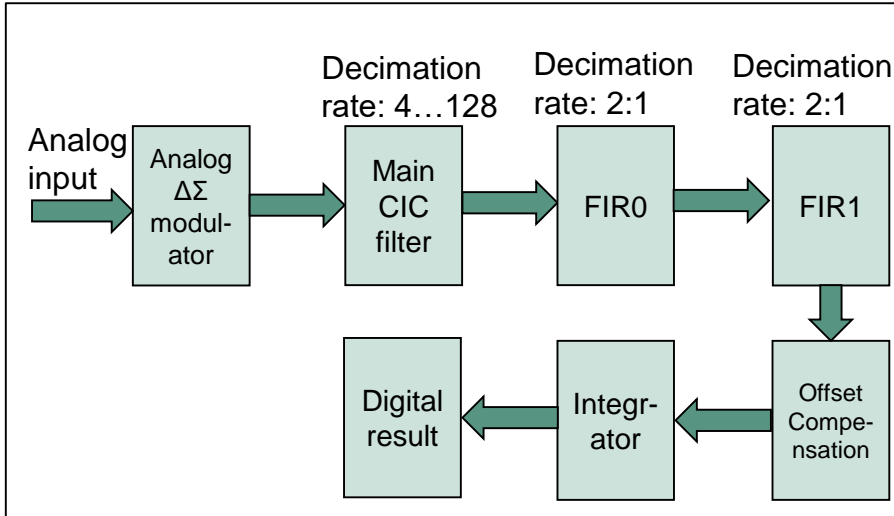 Decimation
rate: 4…128
Decimation
rate: 2:1
Decimation
rate: 2:1
Analog
input
Analog
ΔΣ
modul-
ator
Main
CIC
filter
FIR0
FIR1
Offset
Compe-
nsation
Integr-
ator
Digital
result